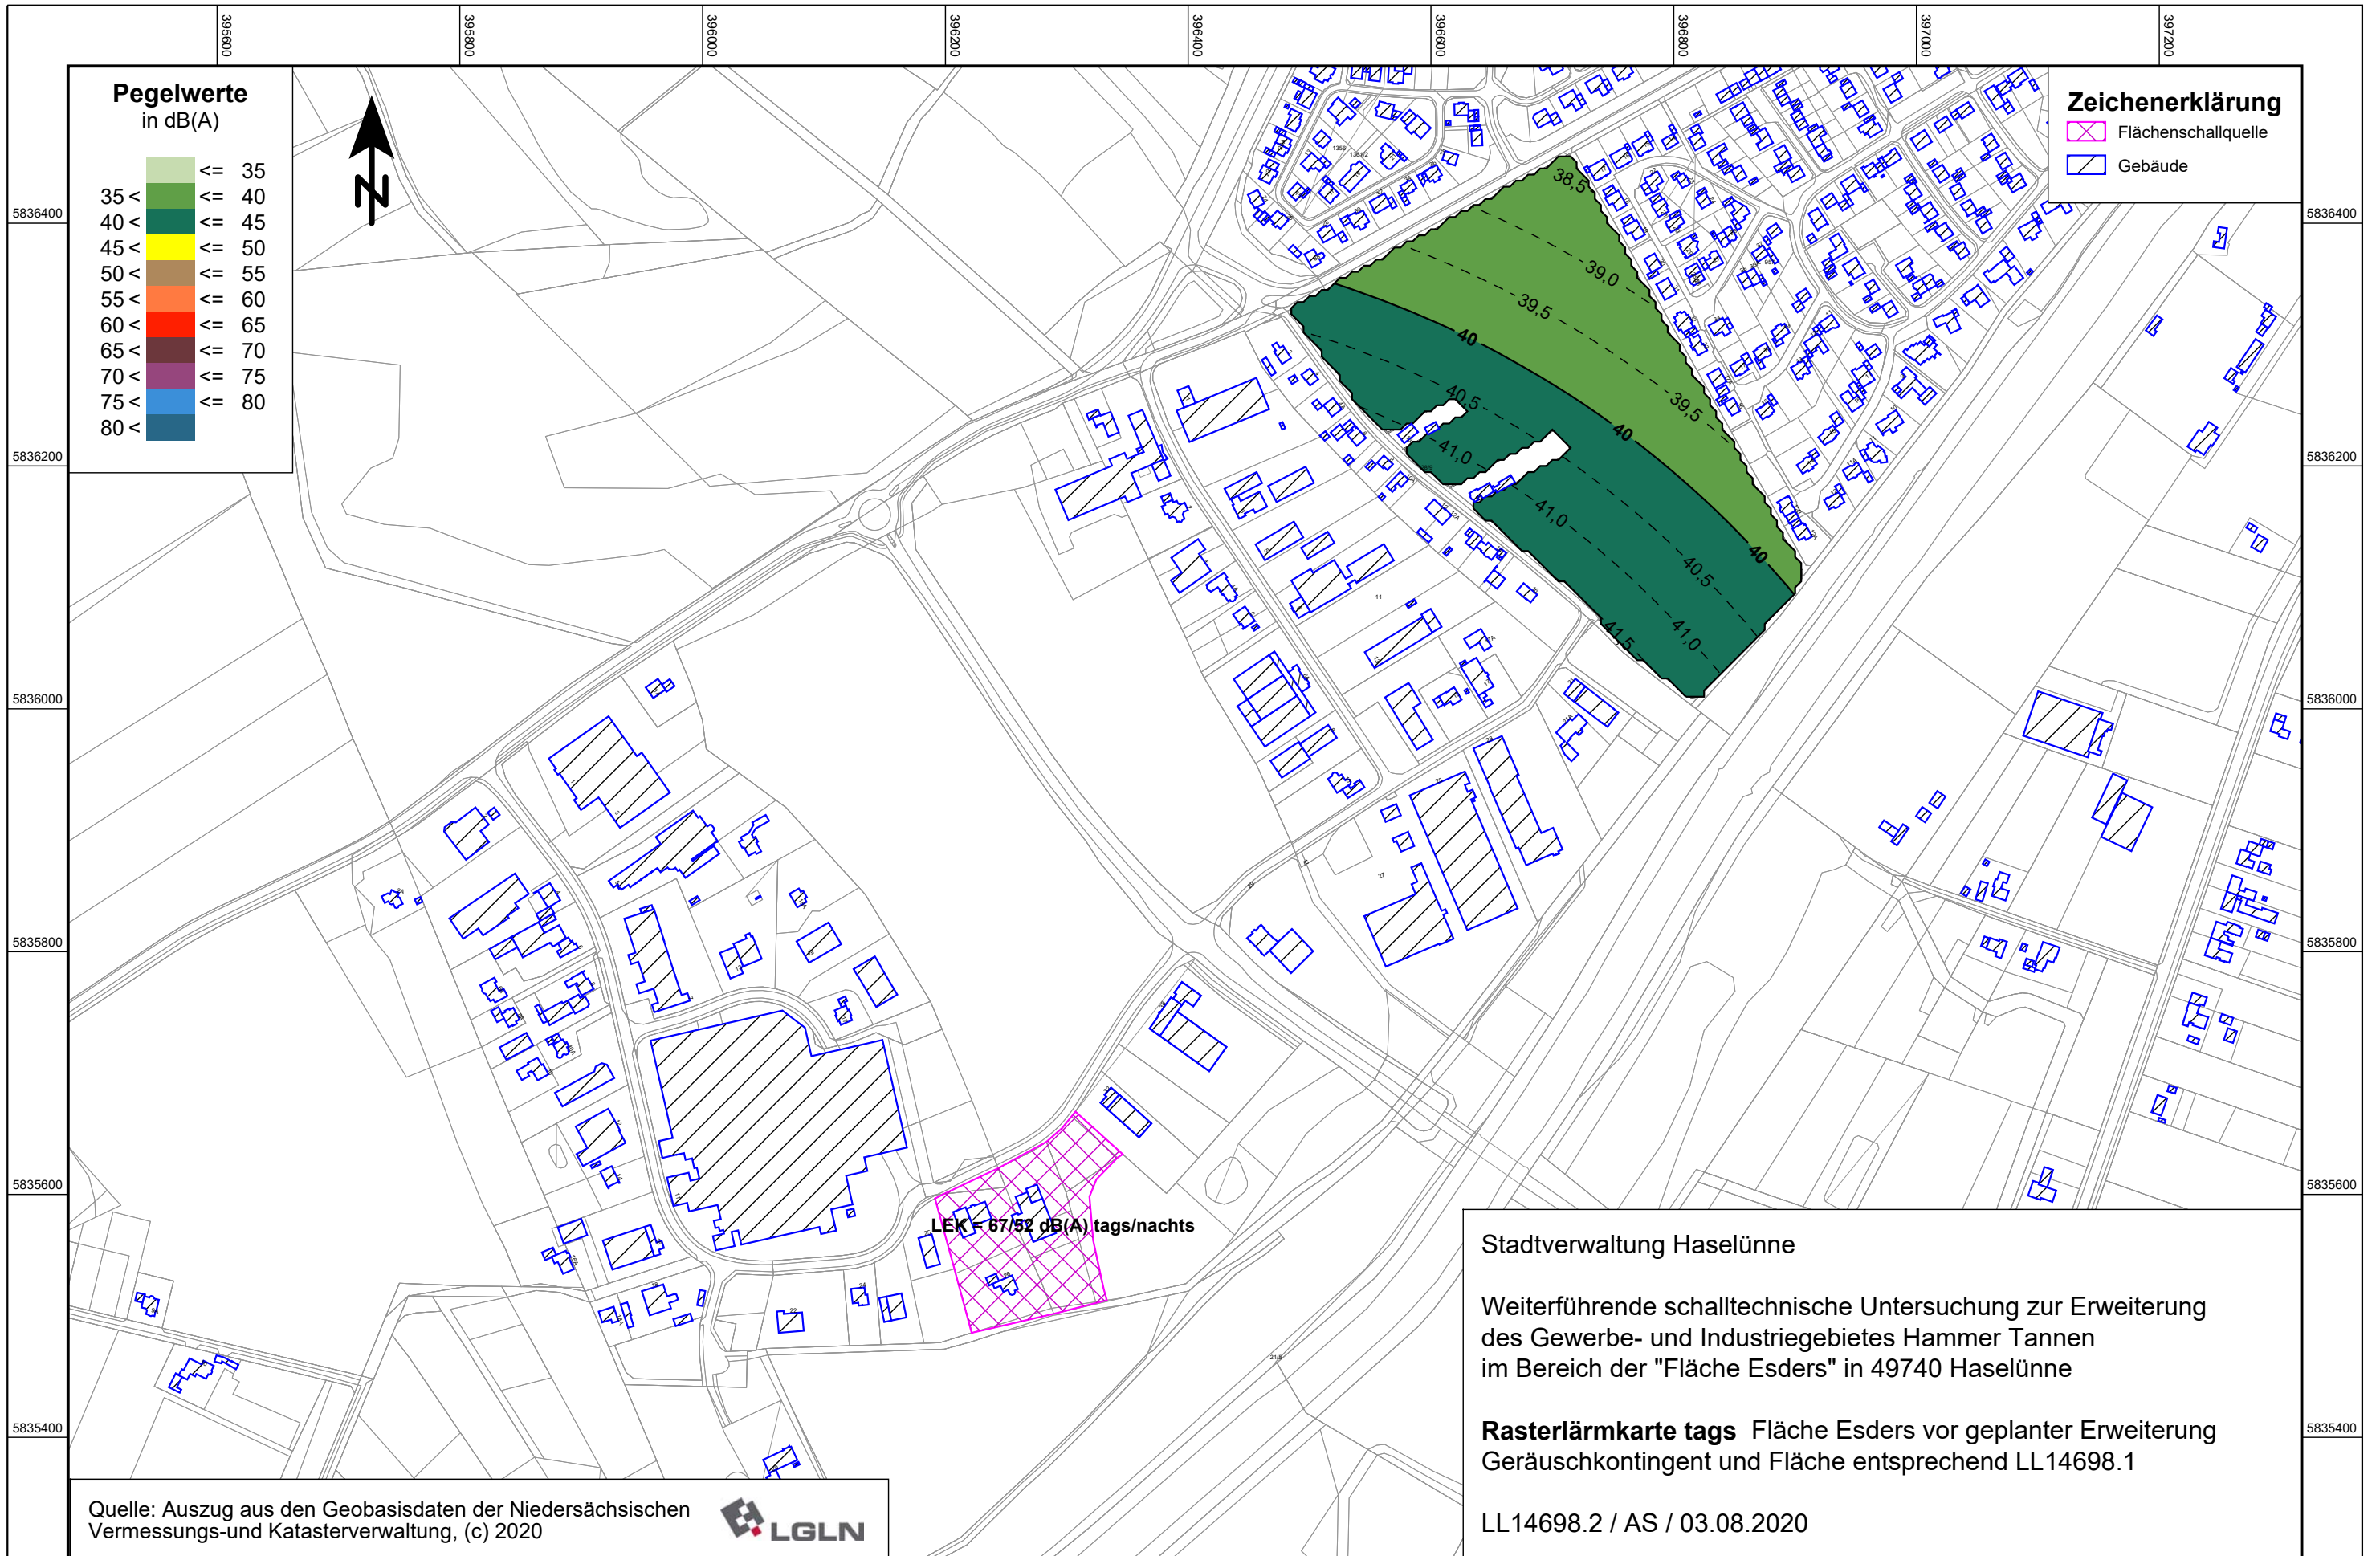 395600
395800
396000
396200
396400
396600
396800
397000
397200
Pegelwerte
in dB(A)
<= 35
35 < <= 40
40 < <= 45
45 < <= 50
50 < <= 55
55 < <= 60
60 < <= 65
65 < <= 70
70 < <= 75
75 < <= 80
80 <
N
Zeichenerklärung
Flächenschallquelle
Gebäude
5836400
5836200
5836000
5835800
5835600
5835400
5836400
5836200
5836000
5835800
5835600
5835400
38,5
39,0
39,5
40
40,5
39,5
40
41,0
41,0
40
40,5
41,0
41,5
LEK = 67/52 dB(A) tags/nachts
Stadtverwaltung Haselünne
Weiterführende schalltechnische Untersuchung zur Erweiterung
des Gewerbe- und Industriegebietes Hammer Tannen
im Bereich der "Fläche Esders" in 49740 Haselünne
Rasterlärmkarte tags Fläche Esders vor geplanter Erweiterung
Geräuschkontingent und Fläche entsprechend LL14698.1
LL14698.2 / AS / 03.08.2020
Quelle: Auszug aus den Geobasisdaten der Niedersächsischen
Vermessungs-und Katasterverwaltung, (c) 2020
LGLN